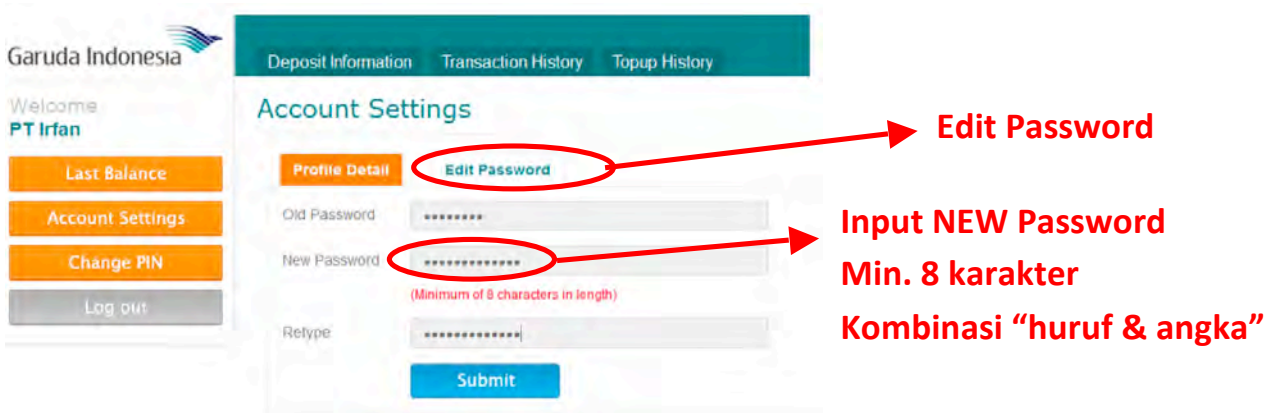 Garuda Indonesia
Deposit Information Transaction History Topup History
Welcome
PT Irfan
Account Settings
Last Balance
Account Settings
Change PIN
Log out
Profile Detail Edit Password
Old Password ••••••••
New Password •••••••••••••
(Minimum of 8 characters in length)
Retype •••••••••••••
Submit
Edit Password
Input NEW Password
Min. 8 karakter
Kombinasi “huruf & angka”